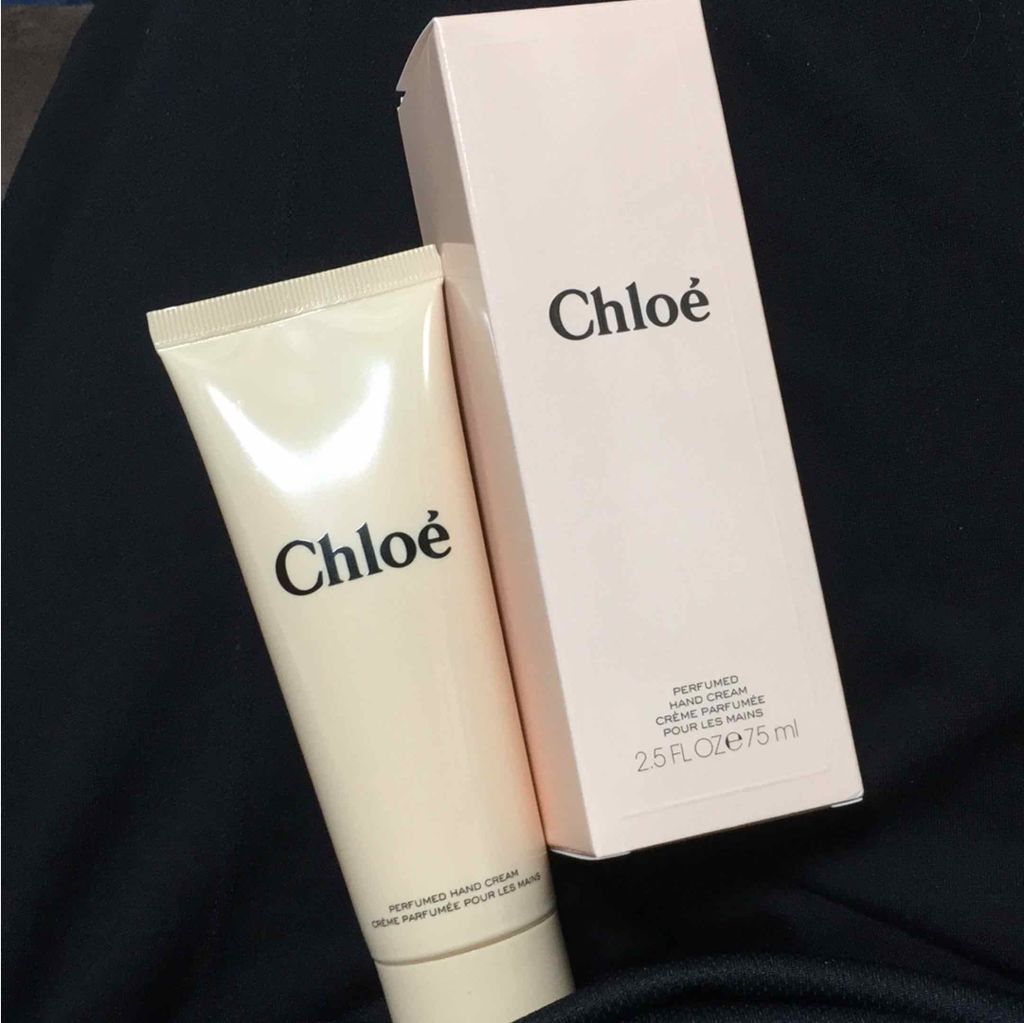 Chloé
PERFUMED
HAND CREAM
CRÈME PARFUMÉE
POUR LES MAINS
2.5 FL OZ℮75 ml
Chloé
PERFUMED HAND CREAM
CRÈME PARFUMÉE POUR LES MAINS